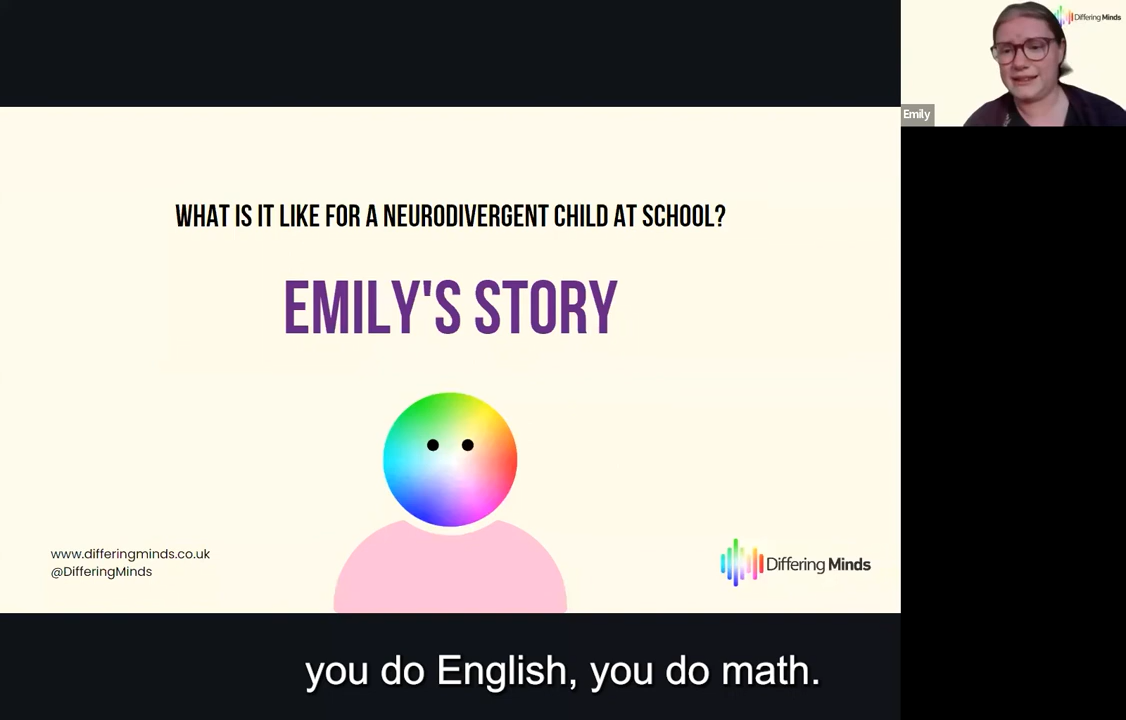 Differing Minds
Emily
WHAT IS IT LIKE FOR A NEURODIVERGENT CHILD AT SCHOOL?
EMILY'S STORY
www.differingminds.co.uk
@DifferingMinds
Differing Minds
you do English, you do math.